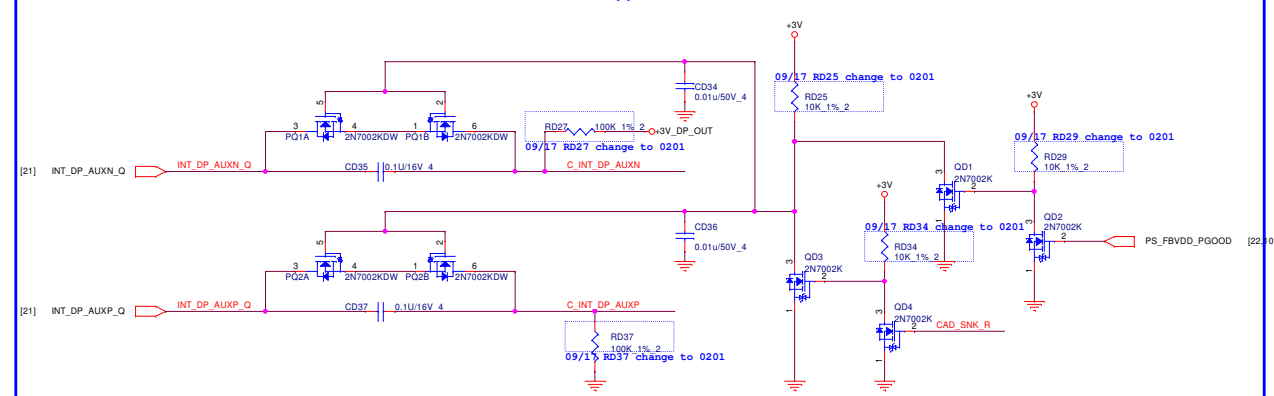 +3V
09/17 RD25 change to 0201
RD25
10K_1%_2
CD34
0.01u/50V_4
5
2
3
4
1
6
PQ1A
2N7002KDW
PQ1B
2N7002KDW
RD27
100K_1%_2
+3V_DP_OUT
09/17 RD27 change to 0201
+3V
09/17 RD29 change to 0201
RD29
10K_1%_2
[21]
INT_DP_AUXN_Q
INT_DP_AUXN_Q
CD35
0.1U/16V_4
C_INT_DP_AUXN
QD1
2N7002K
3
2
1
+3V
09/17 RD34 change to 0201
RD34
10K_1%_2
QD2
2N7002K
3
2
1
PS_FBVDD_PGOOD
[22,10
CD36
0.01u/50V_4
5
2
3
4
1
6
PQ2A
2N7002KDW
PQ2B
2N7002KDW
QD3
2N7002K
3
2
1
[21]
INT_DP_AUXP_Q
INT_DP_AUXP_Q
CD37
0.1U/16V_4
C_INT_DP_AUXP
QD4
2N7002K
3
2
1
CAD_SNK_R
RD37
100K_1%_2
09/17 RD37 change to 0201